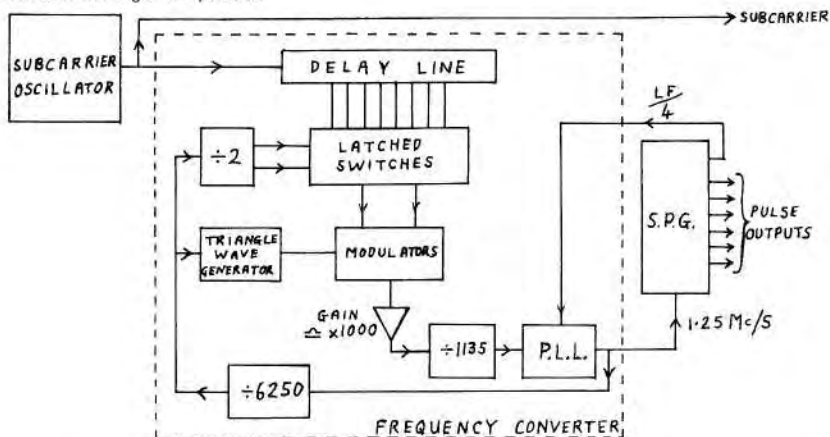 SUBCARRIER
SUBCARRIER
OSCILLATOR
DELAY LINE
LF/4
÷2
LATCHED
SWITCHES
S.P.G.
PULSE
OUTPUTS
TRIANGLE
WAVE
GENERATOR
MODULATORS
GAIN
≏ x1000
÷1135
P.L.L.
1.25 Mc/S
÷6250
FREQUENCY CONVERTER